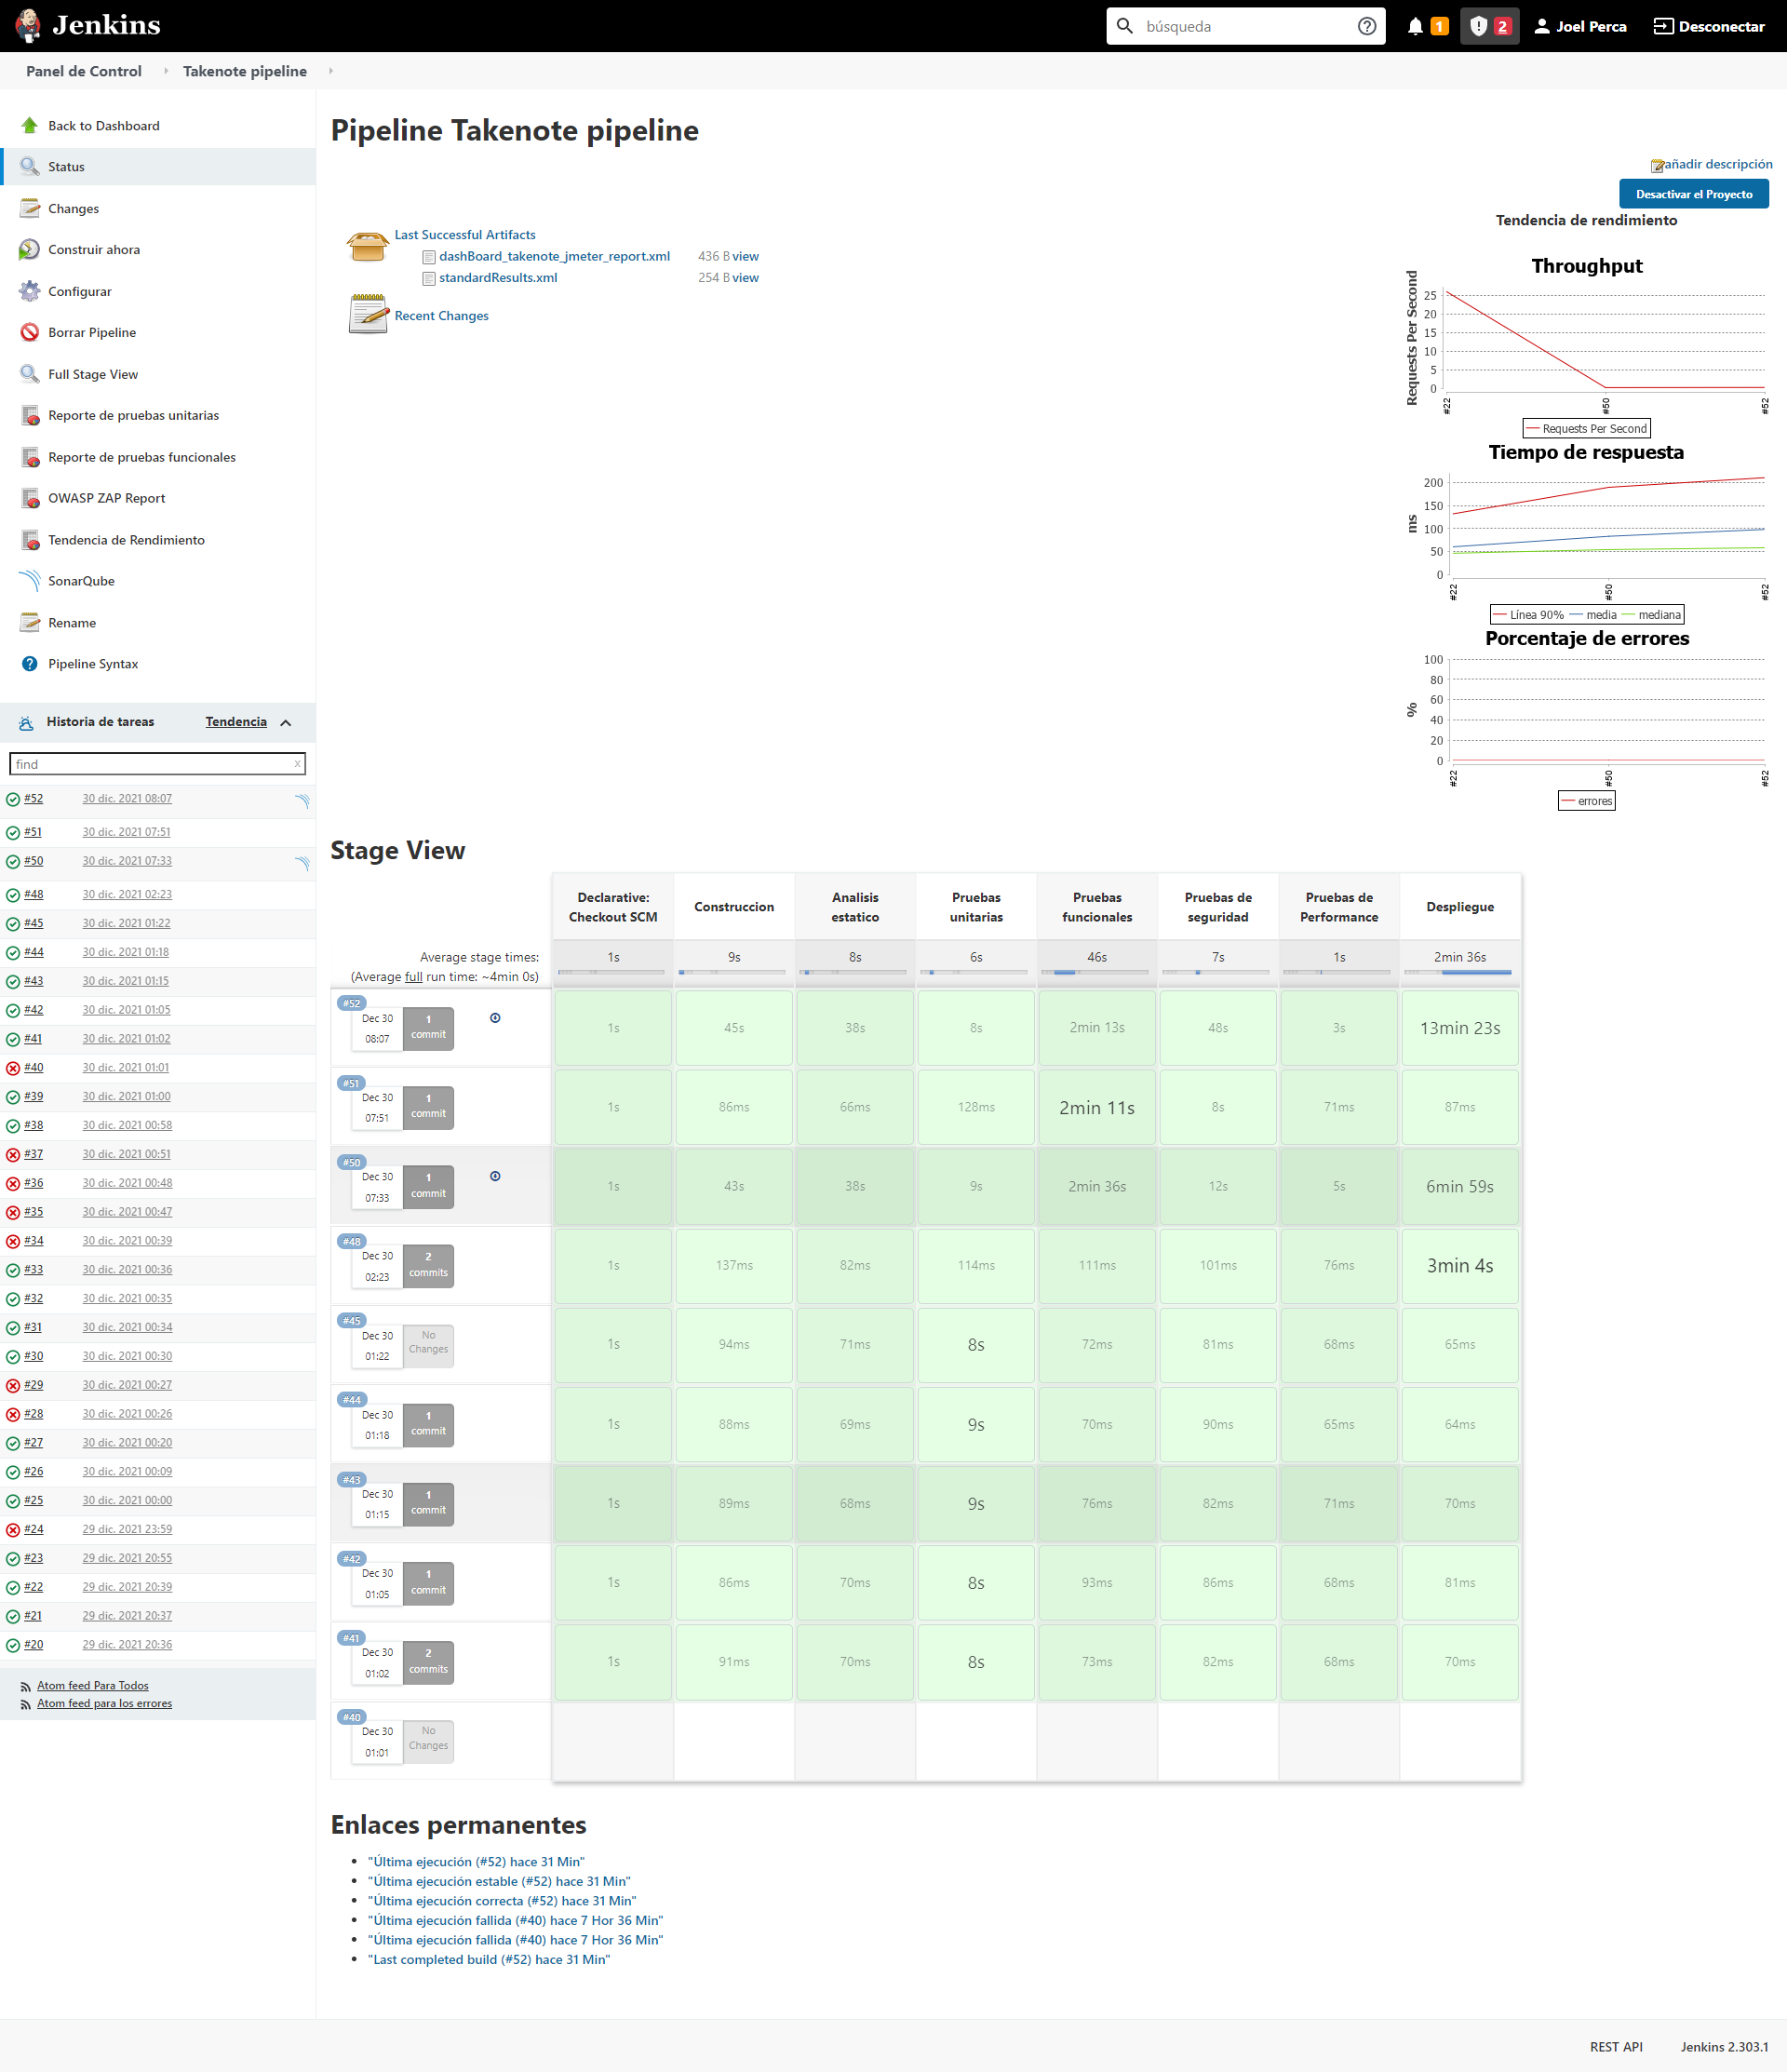 Jenkins
búsqueda
1
2
Joel Perca
Desconectar
Panel de Control
Takenote pipeline
Back to Dashboard
Status
Changes
Construir ahora
Configurar
Borrar Pipeline
Full Stage View
Reporte de pruebas unitarias
Reporte de pruebas funcionales
OWASP ZAP Report
Tendencia de Rendimiento
SonarQube
Rename
Pipeline Syntax
Historia de tareas Tendencia
find x
#52 30 dic. 2021 08:07
#51 30 dic. 2021 07:51
#50 30 dic. 2021 07:33
#48 30 dic. 2021 02:23
#45 30 dic. 2021 01:22
#44 30 dic. 2021 01:18
#43 30 dic. 2021 01:15
#42 30 dic. 2021 01:05
#41 30 dic. 2021 01:02
#40 30 dic. 2021 01:01
#39 30 dic. 2021 01:00
#38 30 dic. 2021 00:58
#37 30 dic. 2021 00:51
#36 30 dic. 2021 00:48
#35 30 dic. 2021 00:47
#34 30 dic. 2021 00:39
#33 30 dic. 2021 00:36
#32 30 dic. 2021 00:35
#31 30 dic. 2021 00:34
#30 30 dic. 2021 00:30
#29 30 dic. 2021 00:27
#28 30 dic. 2021 00:26
#27 30 dic. 2021 00:20
#26 30 dic. 2021 00:09
#25 30 dic. 2021 00:00
#24 29 dic. 2021 23:59
#23 29 dic. 2021 20:55
#22 29 dic. 2021 20:39
#21 29 dic. 2021 20:37
#20 29 dic. 2021 20:36
Atom feed Para Todos
Atom feed para los errores
Pipeline Takenote pipeline
añadir descripción
Desactivar el Proyecto
Last Successful Artifacts
dashBoard_takenote_jmeter_report.xml 436 B view
standardResults.xml 254 B view
Recent Changes
Tendencia de rendimiento
Throughput
Requests Per Second
25
20
15
10
5
0
#22 #50 #52
Requests Per Second
Tiempo de respuesta
ms
200
150
100
50
0
#22 #50 #52
Línea 90% media mediana
Porcentaje de errores
%
100
80
60
40
20
0
#22 #50 #52
errores
Stage View
Declarative: Checkout SCM
Construccion
Analisis estatico
Pruebas unitarias
Pruebas funcionales
Pruebas de seguridad
Pruebas de Performance
Despliegue
Average stage times:
(Average full run time: ~4min 0s)
1s 9s 8s 6s 46s 7s 1s 2min 36s
#52
Dec 30
08:07
1
commit
1s 45s 38s 8s 2min 13s 48s 3s 13min 23s
#51
Dec 30
07:51
1
commit
1s 86ms 66ms 128ms 2min 11s 8s 71ms 87ms
#50
Dec 30
07:33
1
commit
1s 43s 38s 9s 2min 36s 12s 5s 6min 59s
#48
Dec 30
02:23
2
commits
1s 137ms 82ms 114ms 111ms 101ms 76ms 3min 4s
#45
Dec 30
01:22
No
Changes
1s 94ms 71ms 8s 72ms 81ms 68ms 65ms
#44
Dec 30
01:18
1
commit
1s 88ms 69ms 9s 70ms 90ms 65ms 64ms
#43
Dec 30
01:15
1
commit
1s 89ms 68ms 9s 76ms 82ms 71ms 70ms
#42
Dec 30
01:05
1
commit
1s 86ms 70ms 8s 93ms 86ms 68ms 81ms
#41
Dec 30
01:02
2
commits
1s 91ms 70ms 8s 73ms 82ms 68ms 70ms
#40
Dec 30
01:01
No
Changes
Enlaces permanentes
"Última ejecución (#52) hace 31 Min"
"Última ejecución estable (#52) hace 31 Min"
"Última ejecución correcta (#52) hace 31 Min"
"Última ejecución fallida (#40) hace 7 Hor 36 Min"
"Última ejecución fallida (#40) hace 7 Hor 36 Min"
"Last completed build (#52) hace 31 Min"
REST API
Jenkins 2.303.1